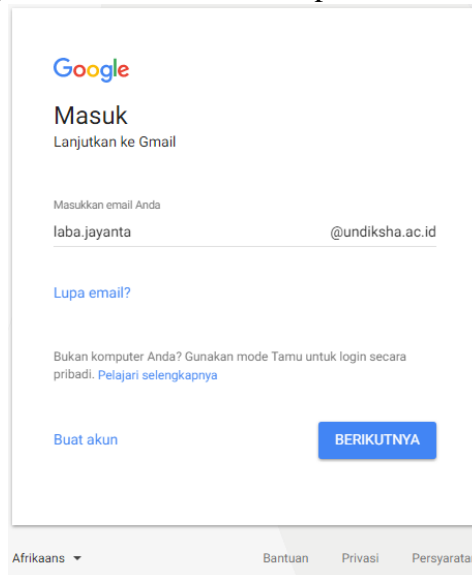 Google
Masuk
Lanjutkan ke Gmail
Masukkan email Anda
laba.jayanta @undiksha.ac.id
Lupa email?
Bukan komputer Anda? Gunakan mode Tamu untuk login secara
pribadi. Pelajari selengkapnya
Buat akun BERIKUTNYA
Afrikaans Bantuan Privasi